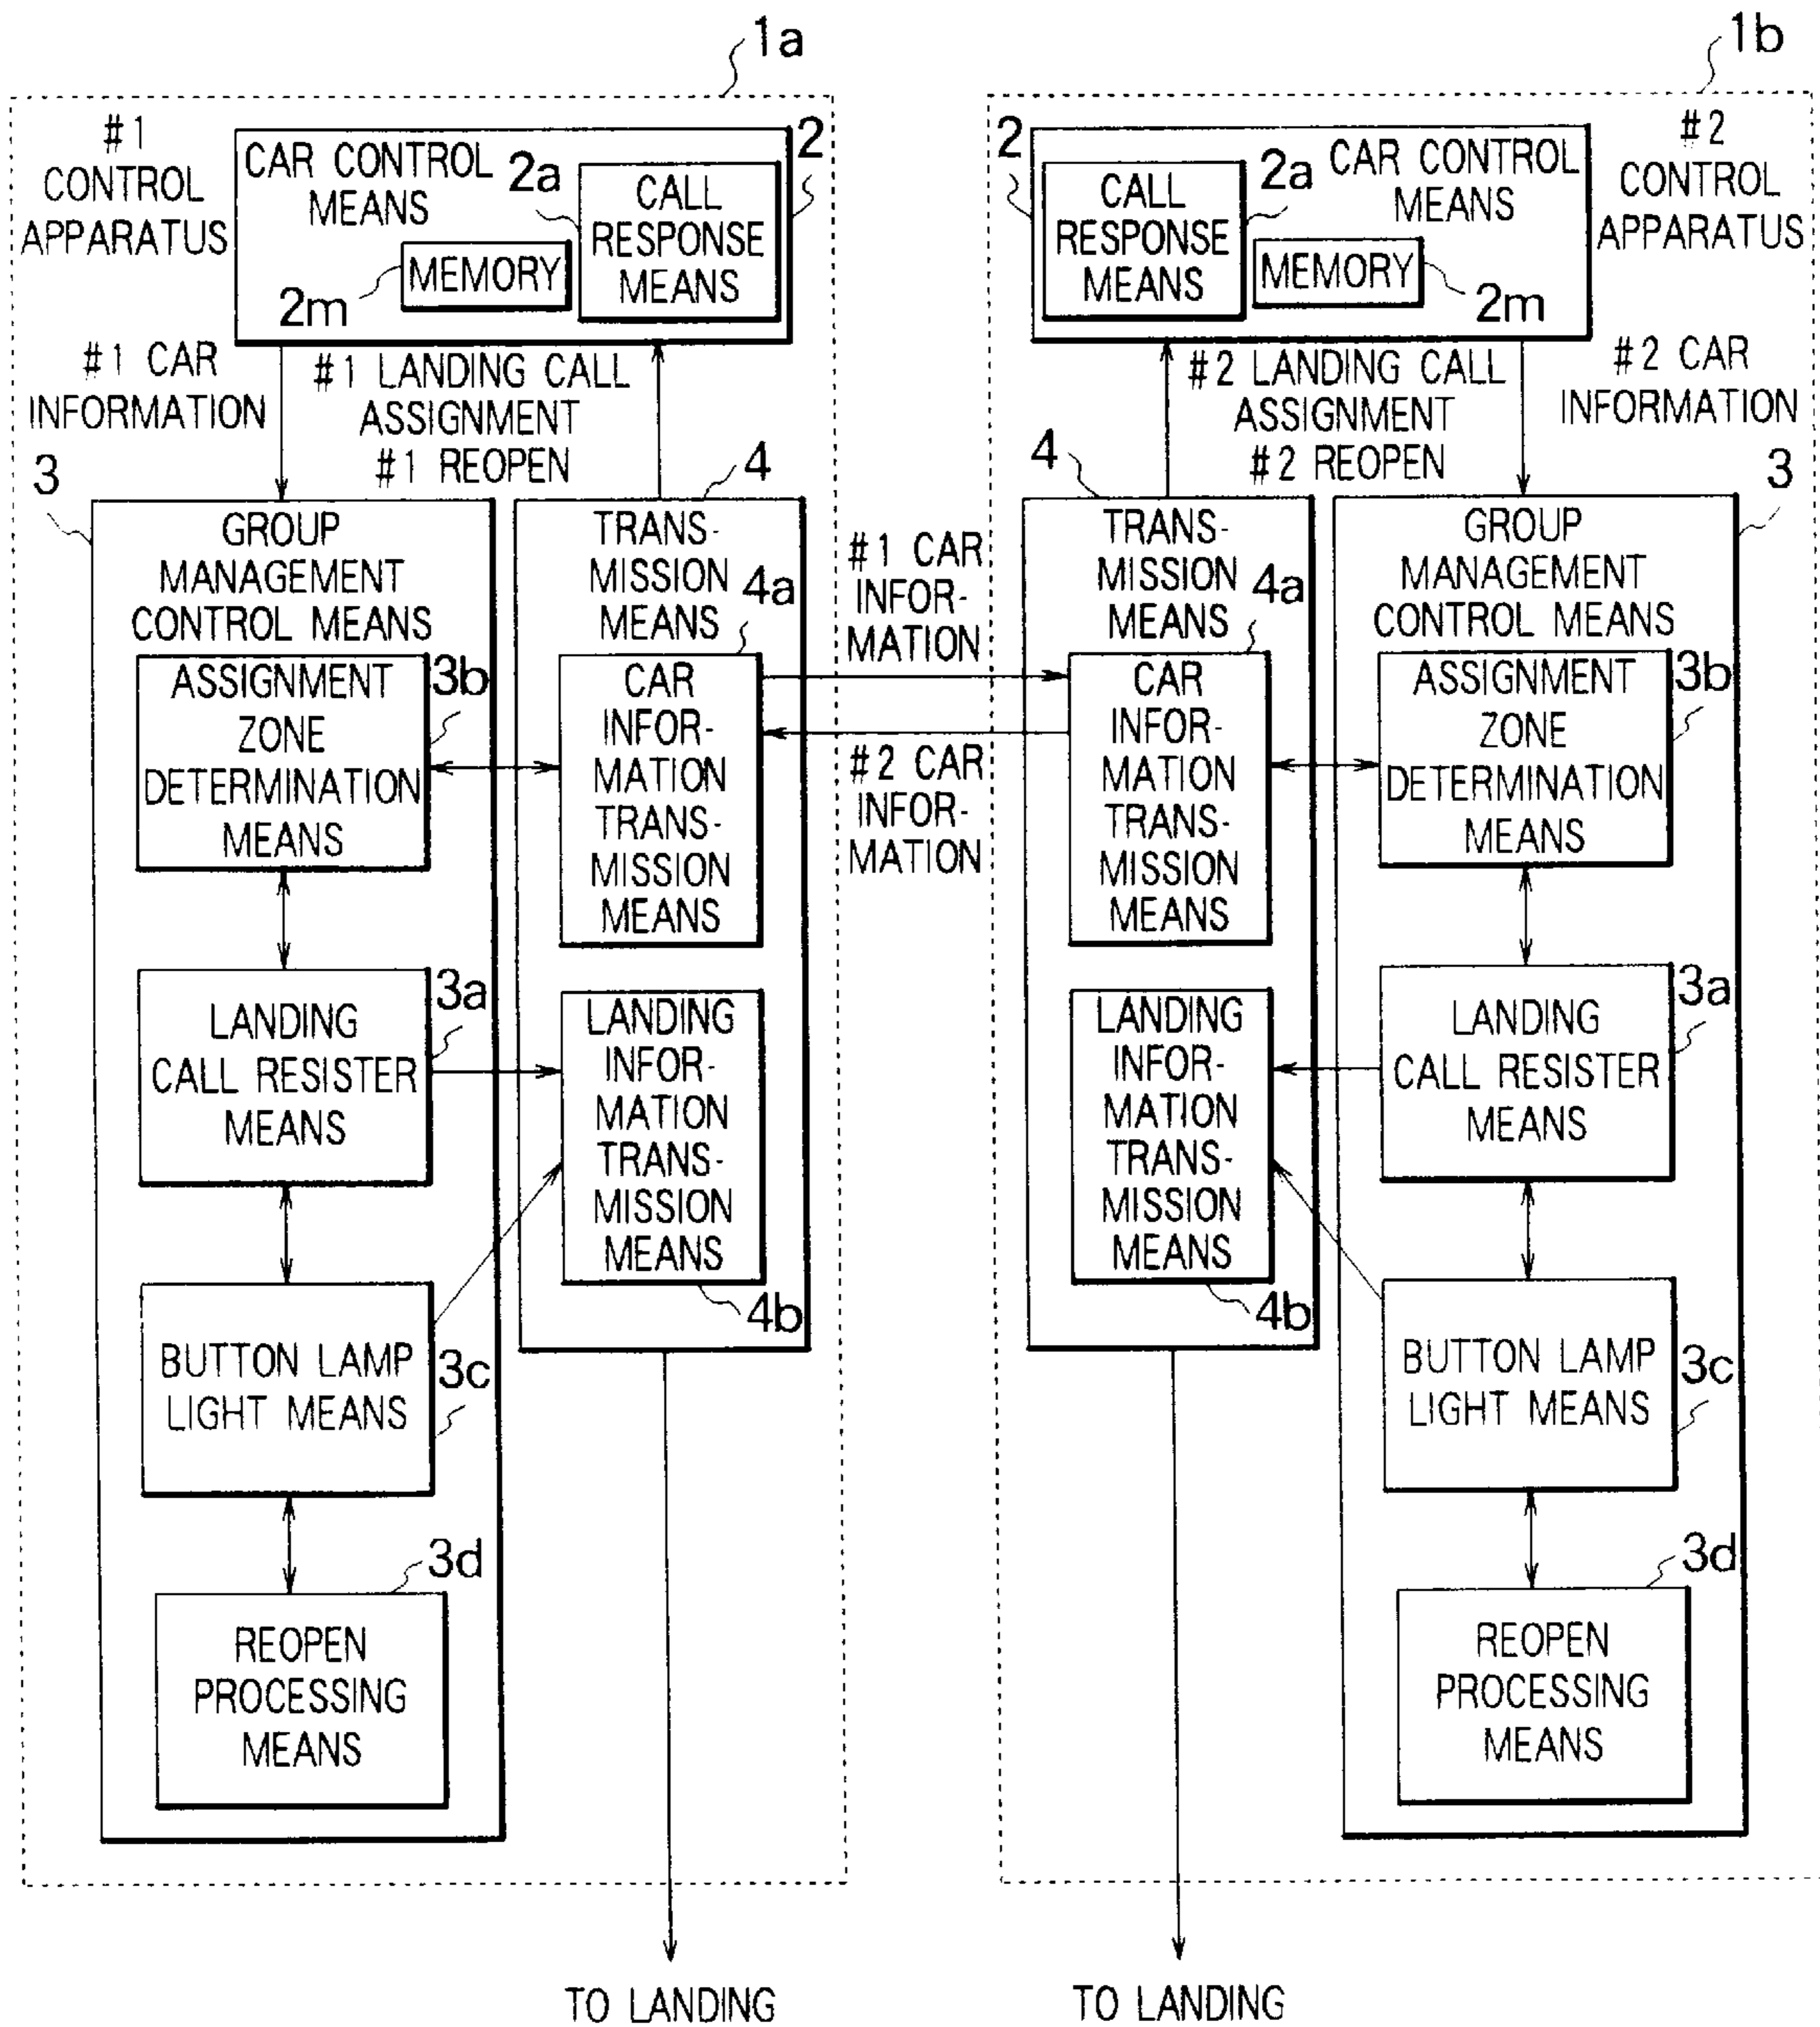 1a
#1
CONTROL
APPARATUS
CAR CONTROL
MEANS
2a
CALL
RESPONSE
MEANS
2
MEMORY
2m
#1 CAR
INFORMATION
#1 LANDING CALL
ASSIGNMENT
#1 REOPEN
3
4
GROUP
MANAGEMENT
CONTROL MEANS
ASSIGNMENT
ZONE
DETERMINATION
MEANS
3b
LANDING
CALL RESISTER
MEANS
3a
BUTTON LAMP
LIGHT MEANS
3c
3d
REOPEN
PROCESSING
MEANS
TRANS-
MISSION
MEANS
4a
CAR
INFOR-
MATION
TRANS-
MISSION
MEANS
LANDING
INFOR-
MATION
TRANS-
MISSION
MEANS
4b
TO LANDING
#1 CAR
INFOR-
MATION
#2 CAR
INFOR-
MATION
1b
2
CALL
RESPONSE
MEANS
2a
CAR CONTROL
MEANS
MEMORY
2m
#2
CONTROL
APPARATUS
#2 LANDING CALL
ASSIGNMENT
#2 REOPEN
#2 CAR
INFORMATION
4
3
TRANS-
MISSION
MEANS
4a
CAR
INFOR-
MATION
TRANS-
MISSION
MEANS
LANDING
INFOR-
MATION
TRANS-
MISSION
MEANS
4b
GROUP
MANAGEMENT
CONTROL MEANS
ASSIGNMENT
ZONE
DETERMINATION
MEANS
3b
LANDING
CALL RESISTER
MEANS
3a
BUTTON LAMP
LIGHT MEANS
3c
3d
REOPEN
PROCESSING
MEANS
TO LANDING